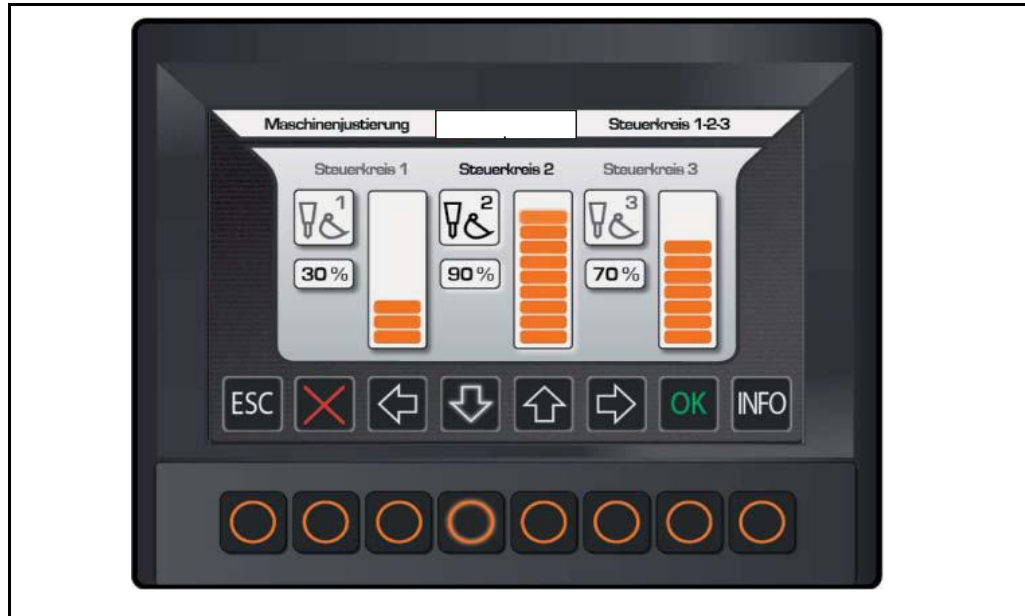 Maschinenjustierung Steuerkreis 1-2-3
Steuerkreis 1 Steuerkreis 2 Steuerkreis 3
1 2 3
30 % 90 % 70 %
ESC OK INFO